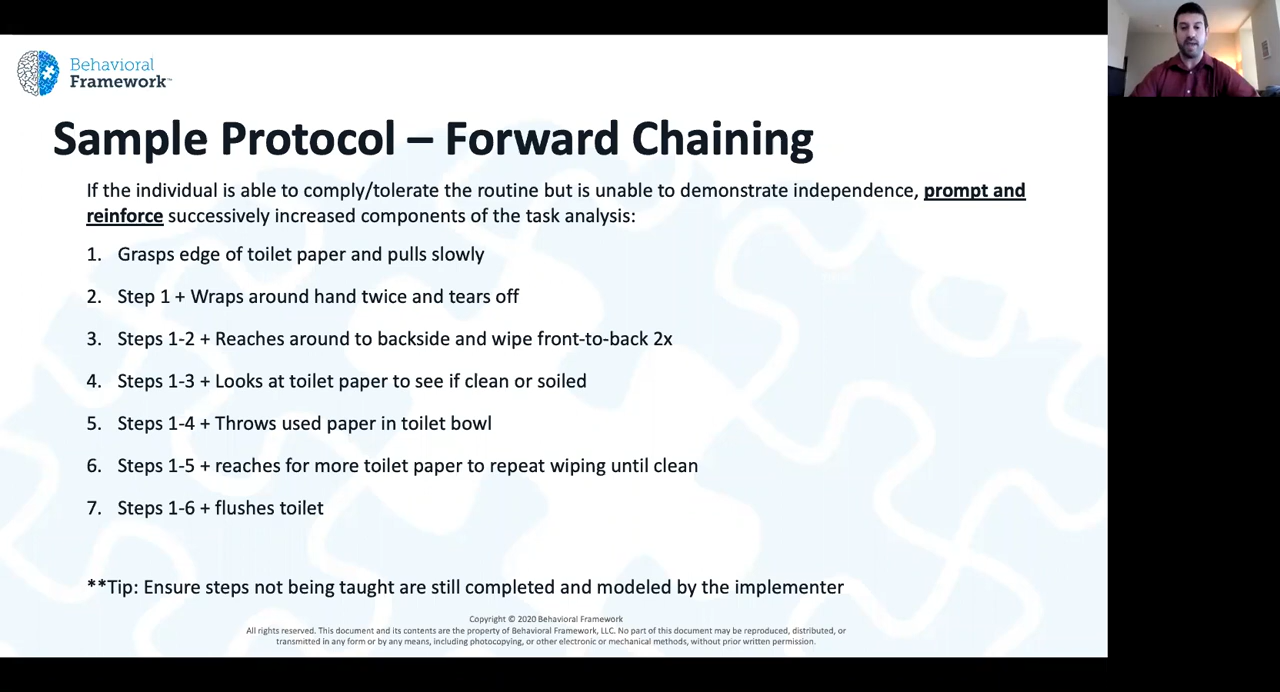 Behavioral
Framework™
Sample Protocol – Forward Chaining
If the individual is able to comply/tolerate the routine but is unable to demonstrate independence, prompt and
reinforce successively increased components of the task analysis:
1. Grasps edge of toilet paper and pulls slowly
2. Step 1 + Wraps around hand twice and tears off
3. Steps 1-2 + Reaches around to backside and wipe front-to-back 2x
4. Steps 1-3 + Looks at toilet paper to see if clean or soiled
5. Steps 1-4 + Throws used paper in toilet bowl
6. Steps 1-5 + reaches for more toilet paper to repeat wiping until clean
7. Steps 1-6 + flushes toilet
**Tip: Ensure steps not being taught are still completed and modeled by the implementer
Copyright © 2020 Behavioral Framework
All rights reserved. This document and its contents are the property of Behavioral Framework, LLC. No part of this document may be reproduced, distributed, or
transmitted in any form or by any means, including photocopying, or other electronic or mechanical methods, without prior written permission.